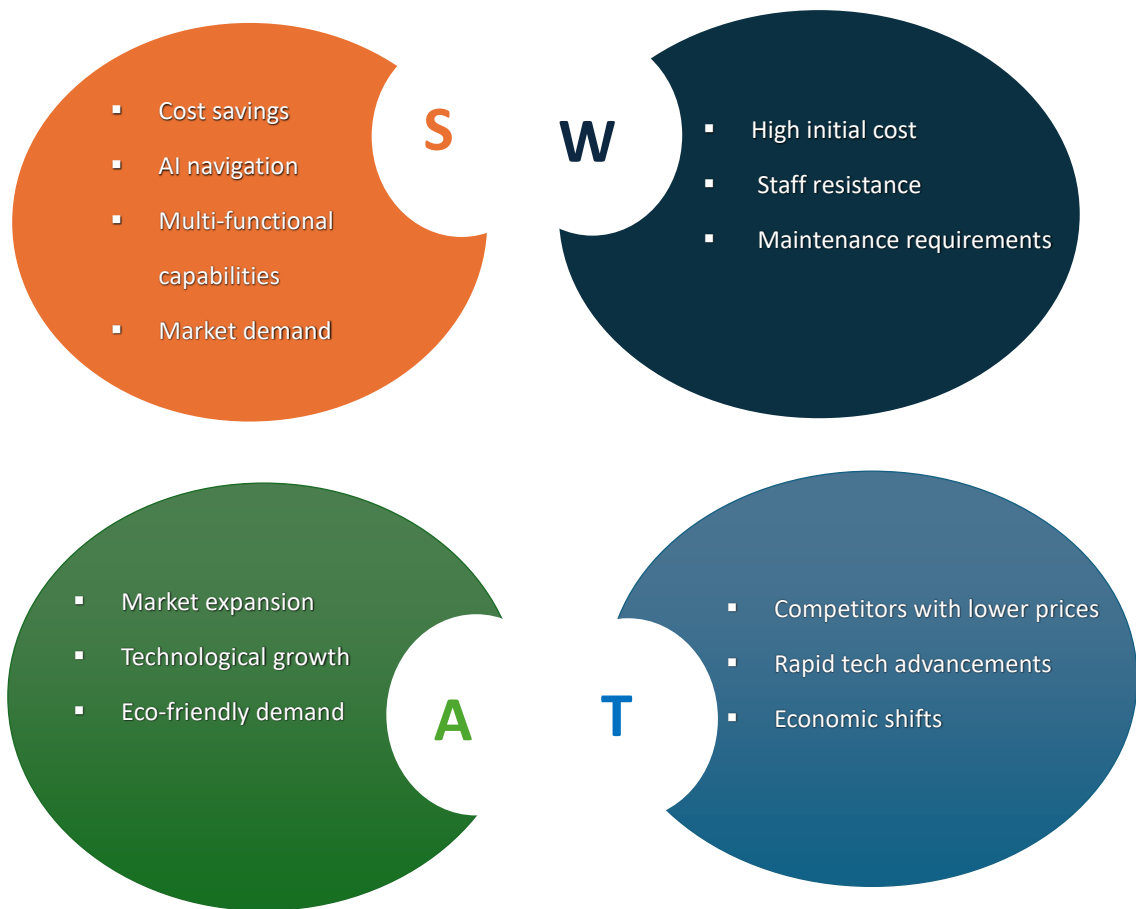 S
▪ Cost savings
▪ AI navigation
▪ Multi-functional
capabilities
▪ Market demand
W
▪ High initial cost
▪ Staff resistance
▪ Maintenance requirements
A
▪ Market expansion
▪ Technological growth
▪ Eco-friendly demand
T
▪ Competitors with lower prices
▪ Rapid tech advancements
▪ Economic shifts